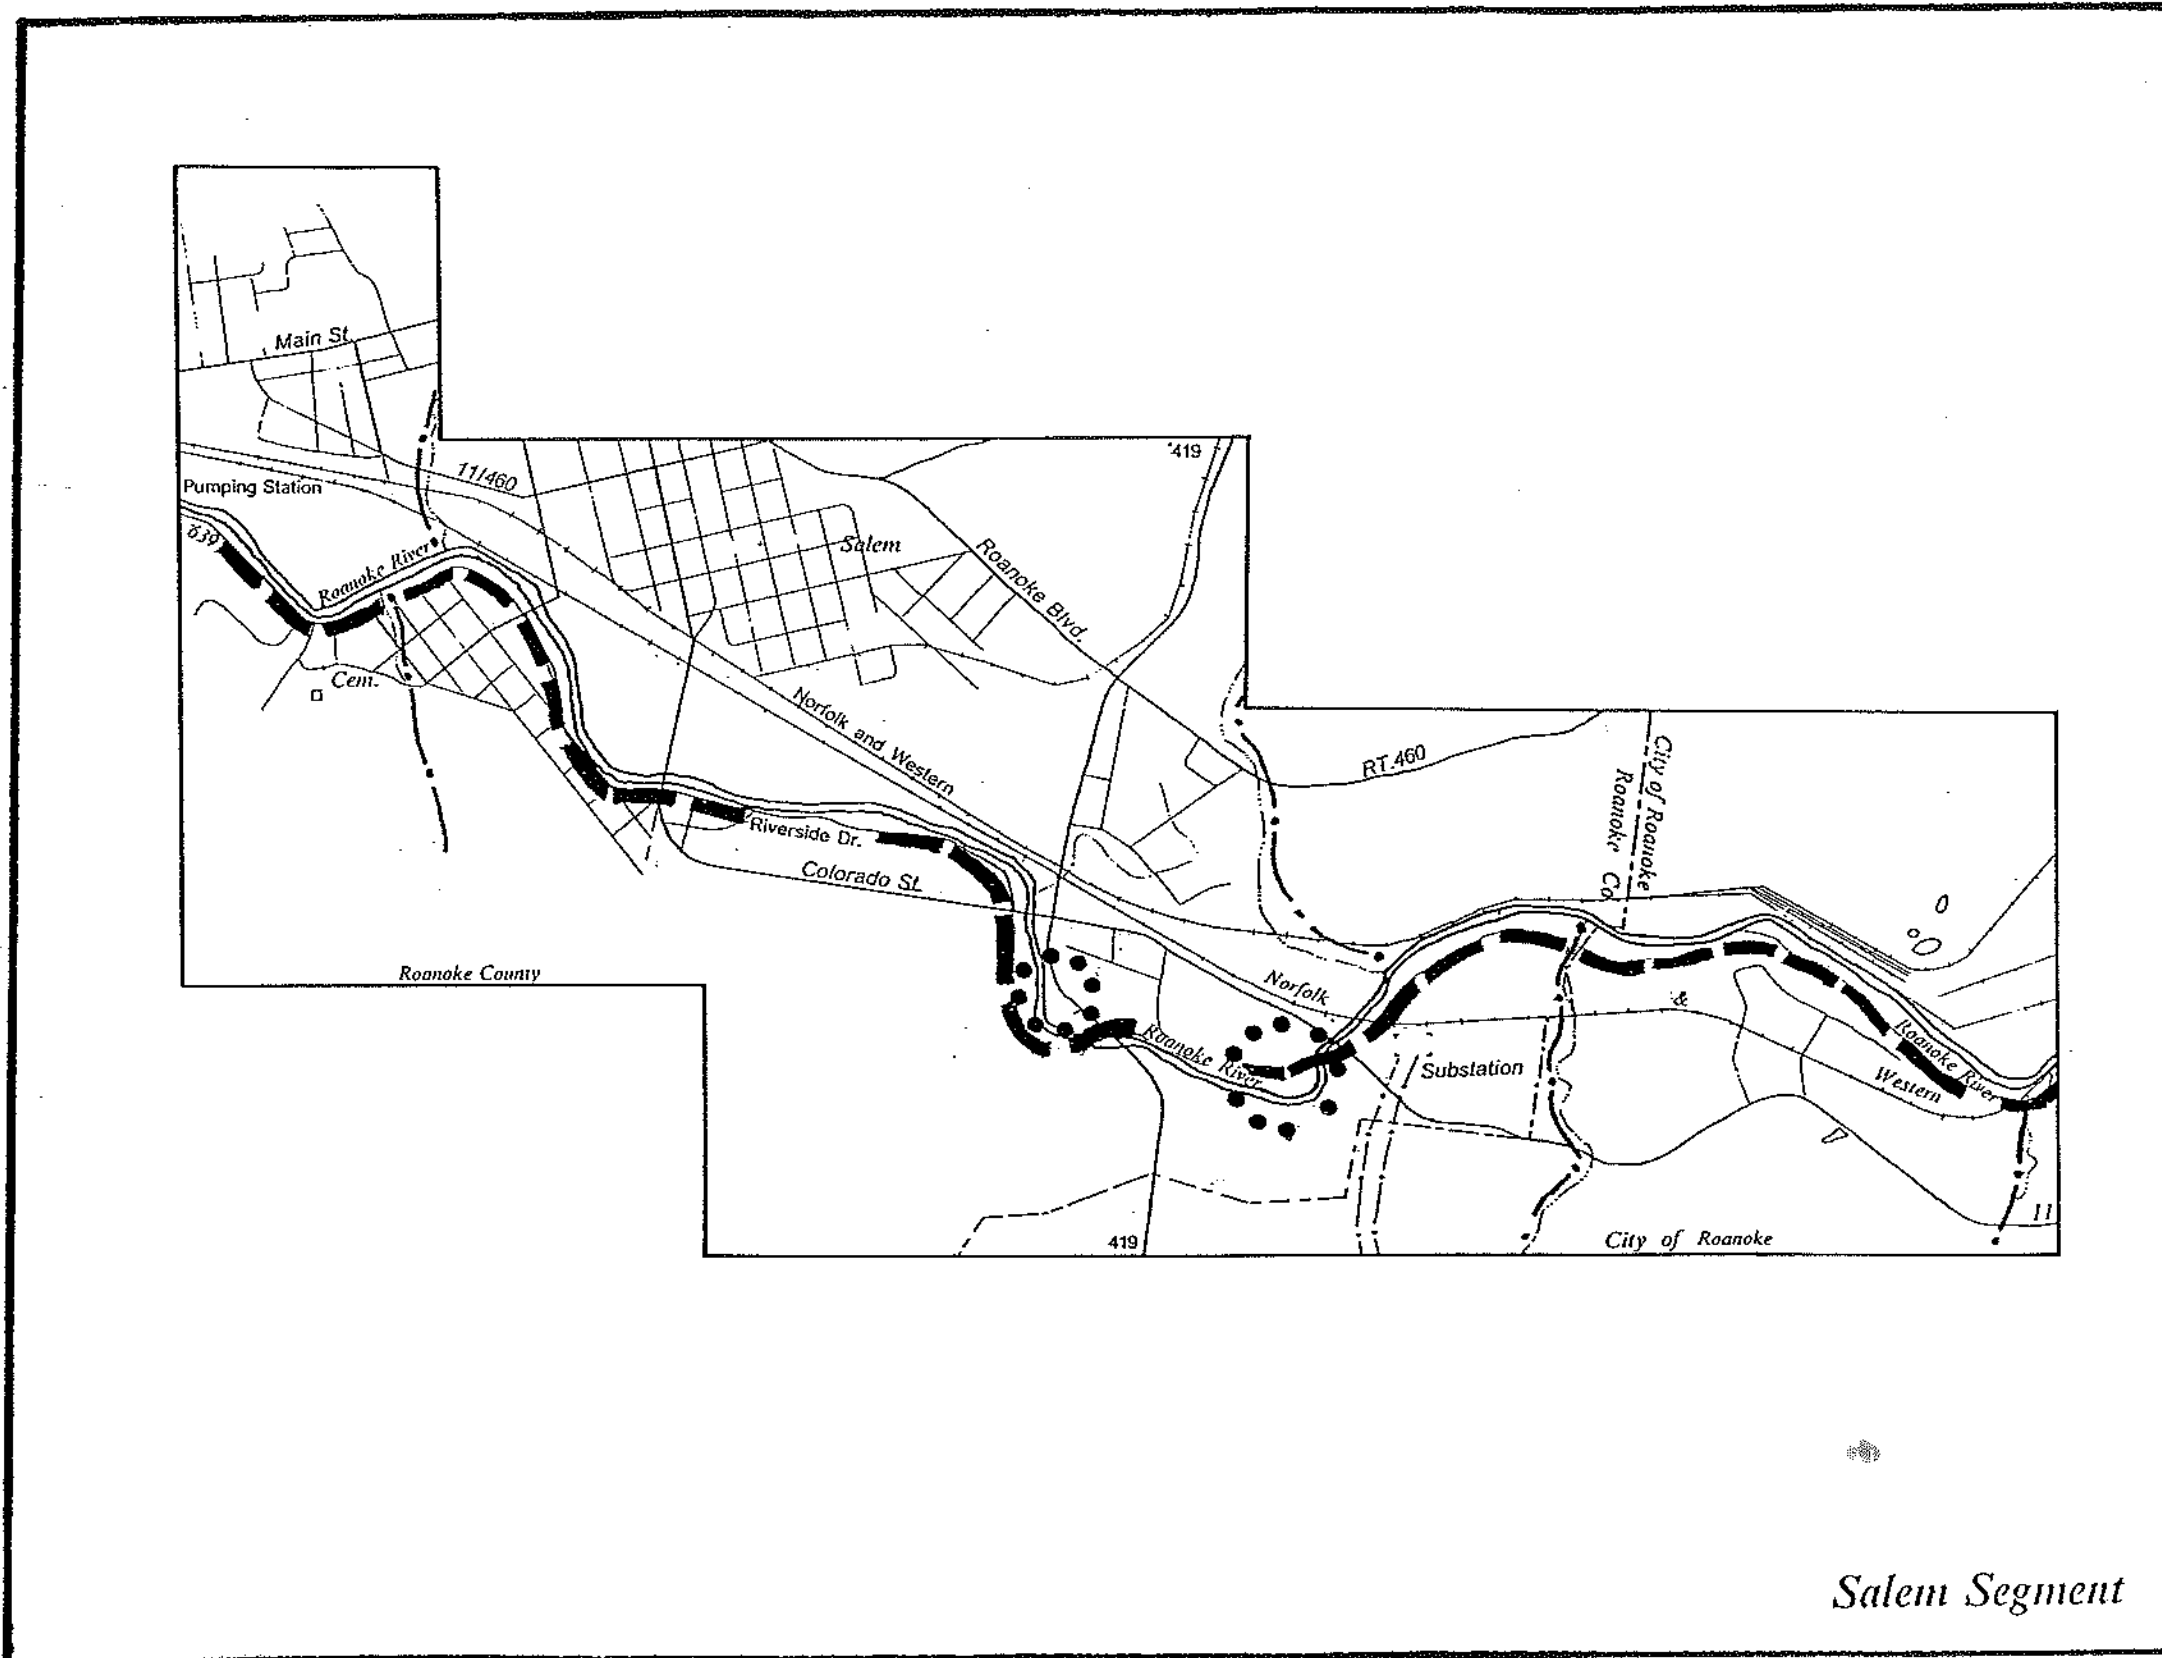 Main St.
11/460
419
Pumping Station
639
Roanoke River
Salem
Roanoke Blvd.
Cem.
Norfolk and Western
RT.460
City of Roanoke
Roanoke Co.
Riverside Dr.
Colorado St.
Roanoke County
Norfolk
&
Western
Roanoke River
Substation
Roanoke River
11
419
City of Roanoke
Salem Segment